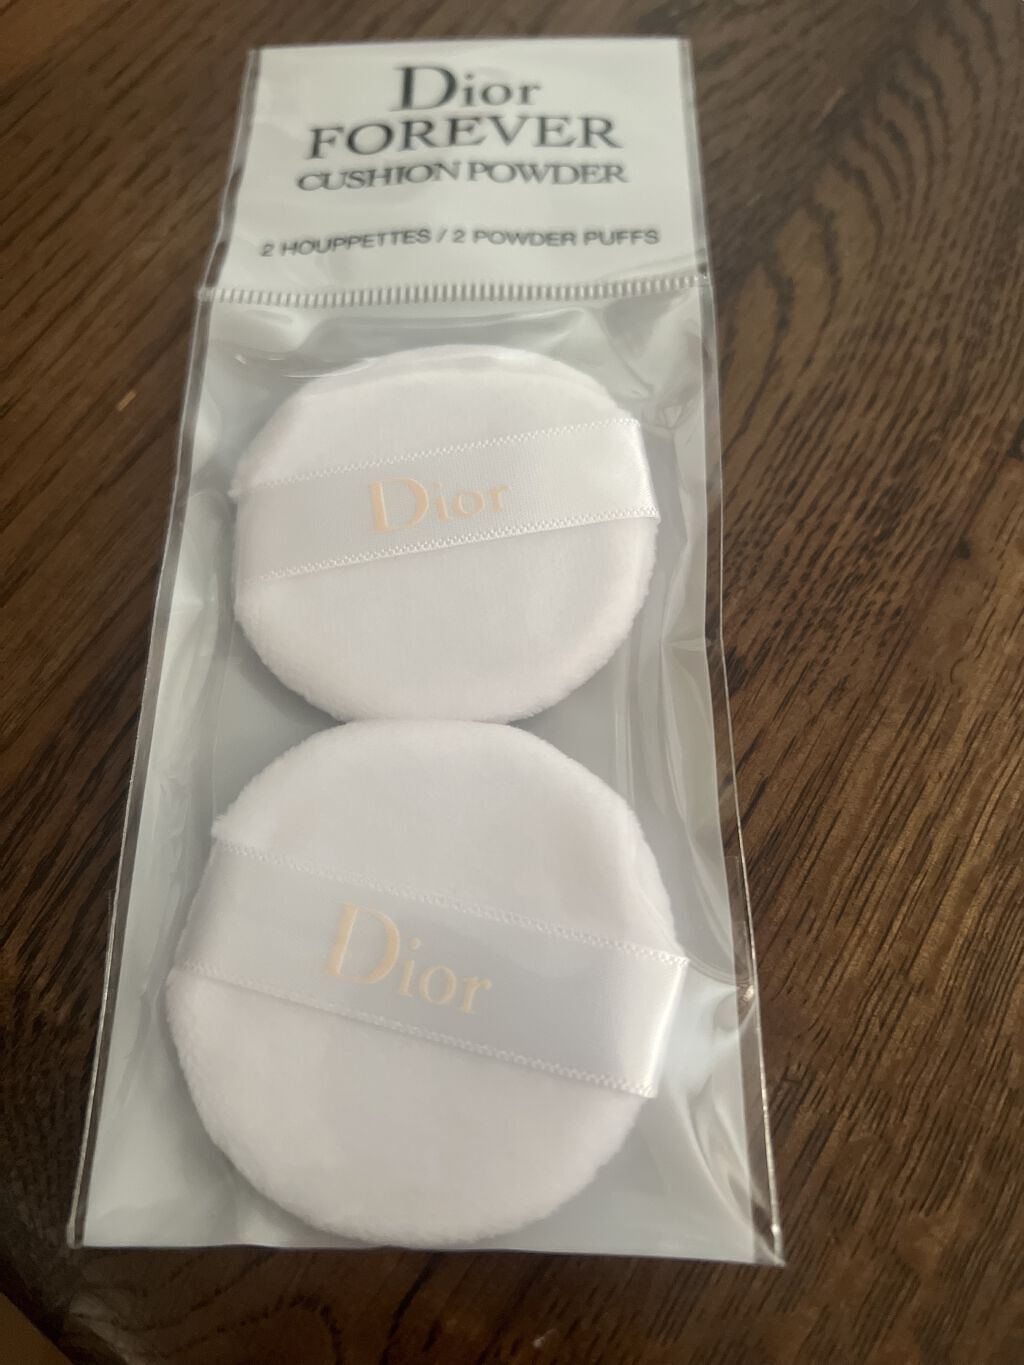 Dior
FOREVER
CUSHION POWDER
2 HOUPPETTES / 2 POWDER PUFFS
Dior
Dior